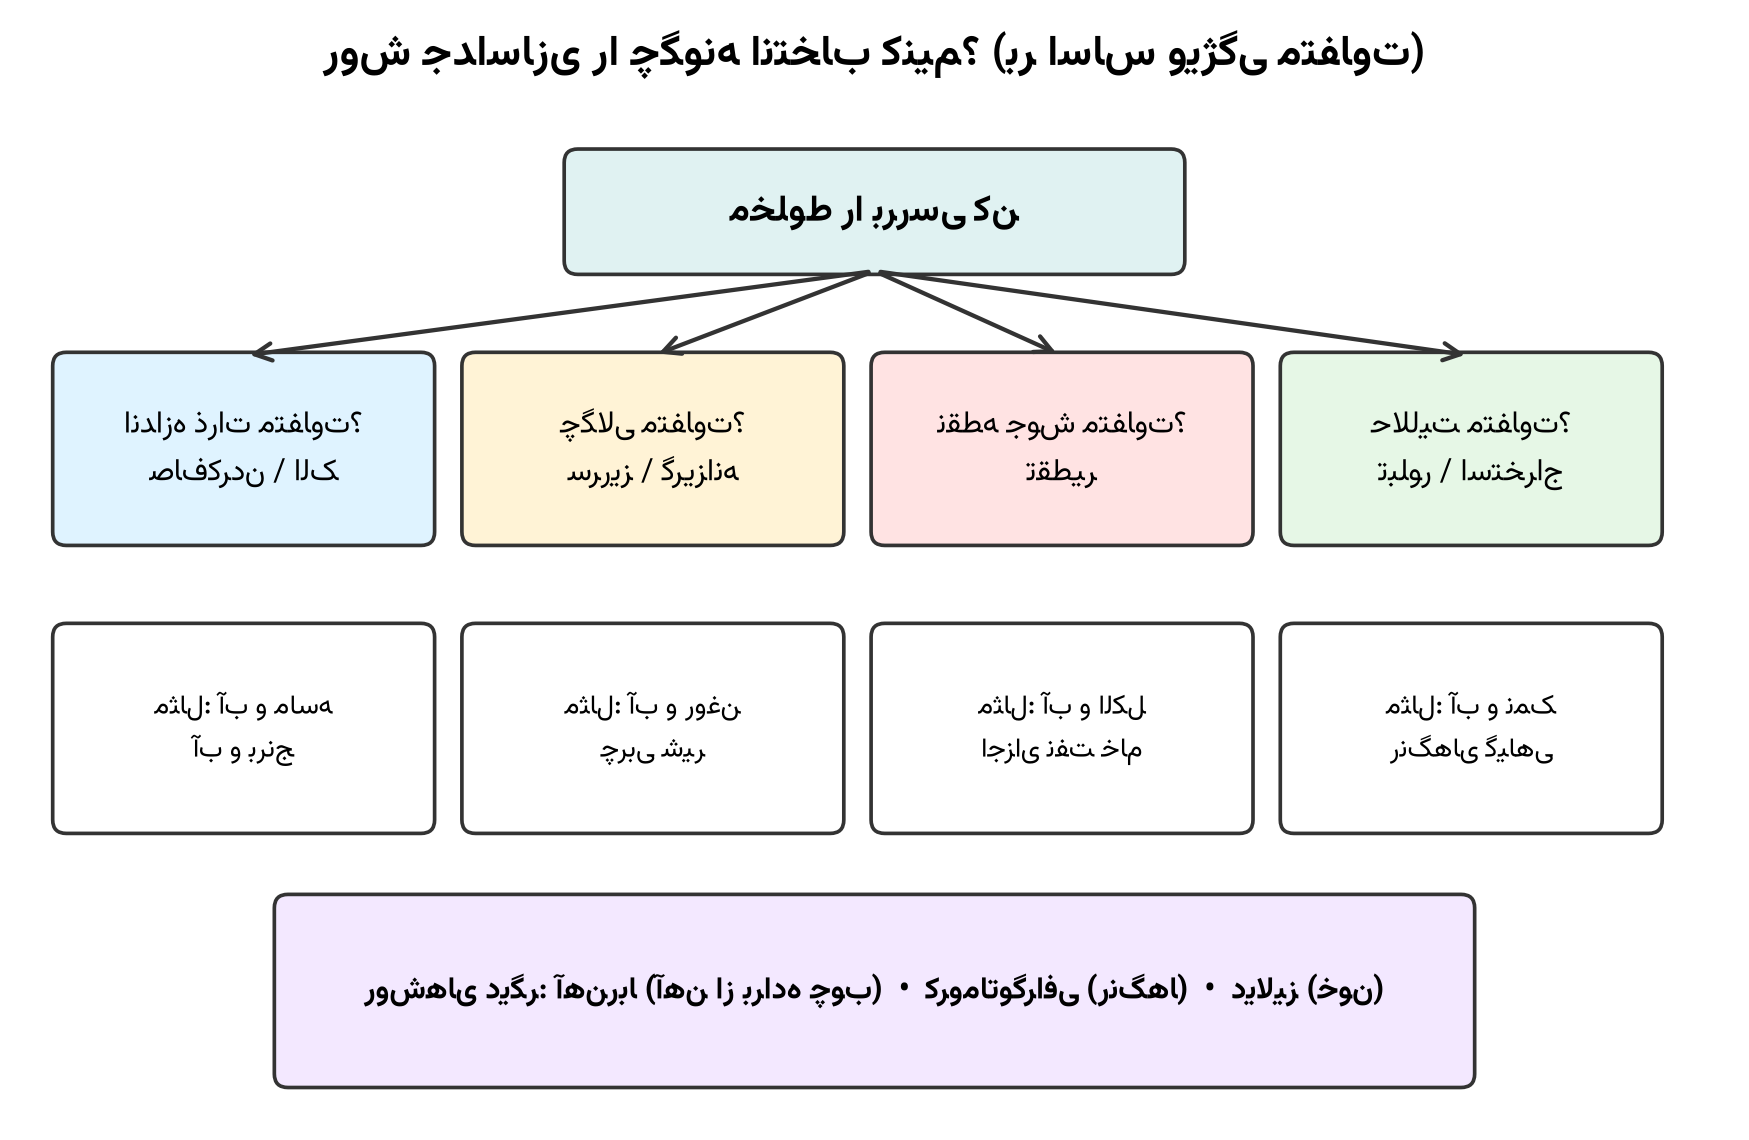 روش جداسازی را چگونه انتخاب کنیم؟ (بر اساس ویژگی متفاوت)
مخلوط را بررسی کن
اندازه ذرات متفاوت؟
صاف‌کردن / الک
چگالی متفاوت؟
سرریز / گریزانه
نقطه جوش متفاوت؟
تقطیر
حاللیت متفاوت؟
تبلور / استخراج
مثال: آب و ماسه
آب و برنج
مثال: آب و روغن
چربی شیر
مثال: آب و الکل
اجزای نفت خام
مثال: آب و نمک
رنگ‌های گیاهی
روش‌های دیگر: آهنربا (آهن از براده چوب) • کروماتوگرافی (رنگ‌ها) • دیالیز (خون)